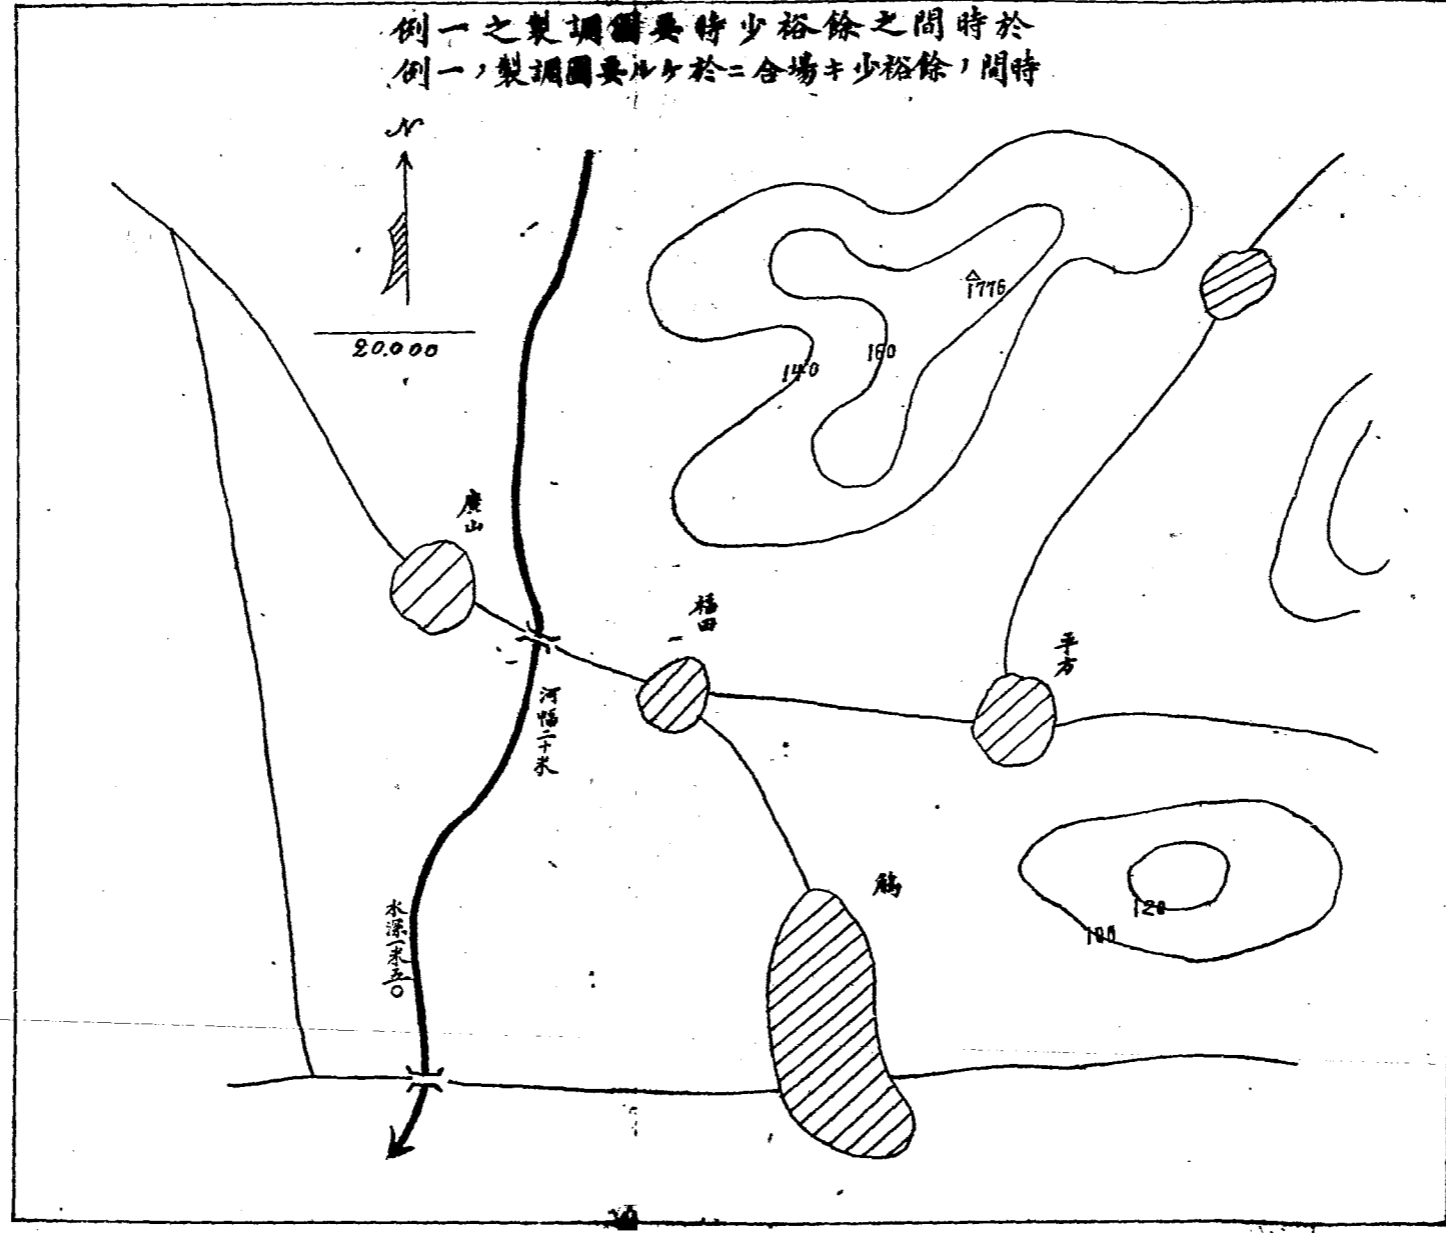 於時間之餘裕少時要圖調製之一例
時間ノ餘裕少キ場合ニ於ケル要圖調製ノ一例
N
20.000
1776
160
140
廣山
福田
平方
河幅二十米
水深一米五〇
120
100